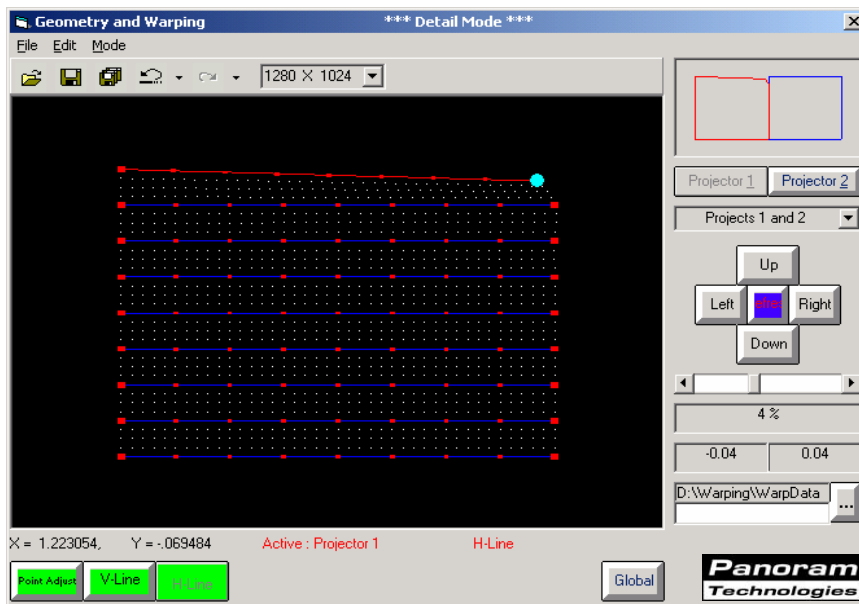 Geometry and Warping **** Detail Mode ****
File Edit Mode
1280 X 1024
Projector 1 Projector 2
Projects 1 and 2
Up
Left Right
Down
4 %
-0.04 0.04
D:\Warping\WarpData
...
X = 1.223054, Y = -.069484 Active : Projector 1 H-Line
Point Adjust V-Line H-Line Global
Panoram
Technologies